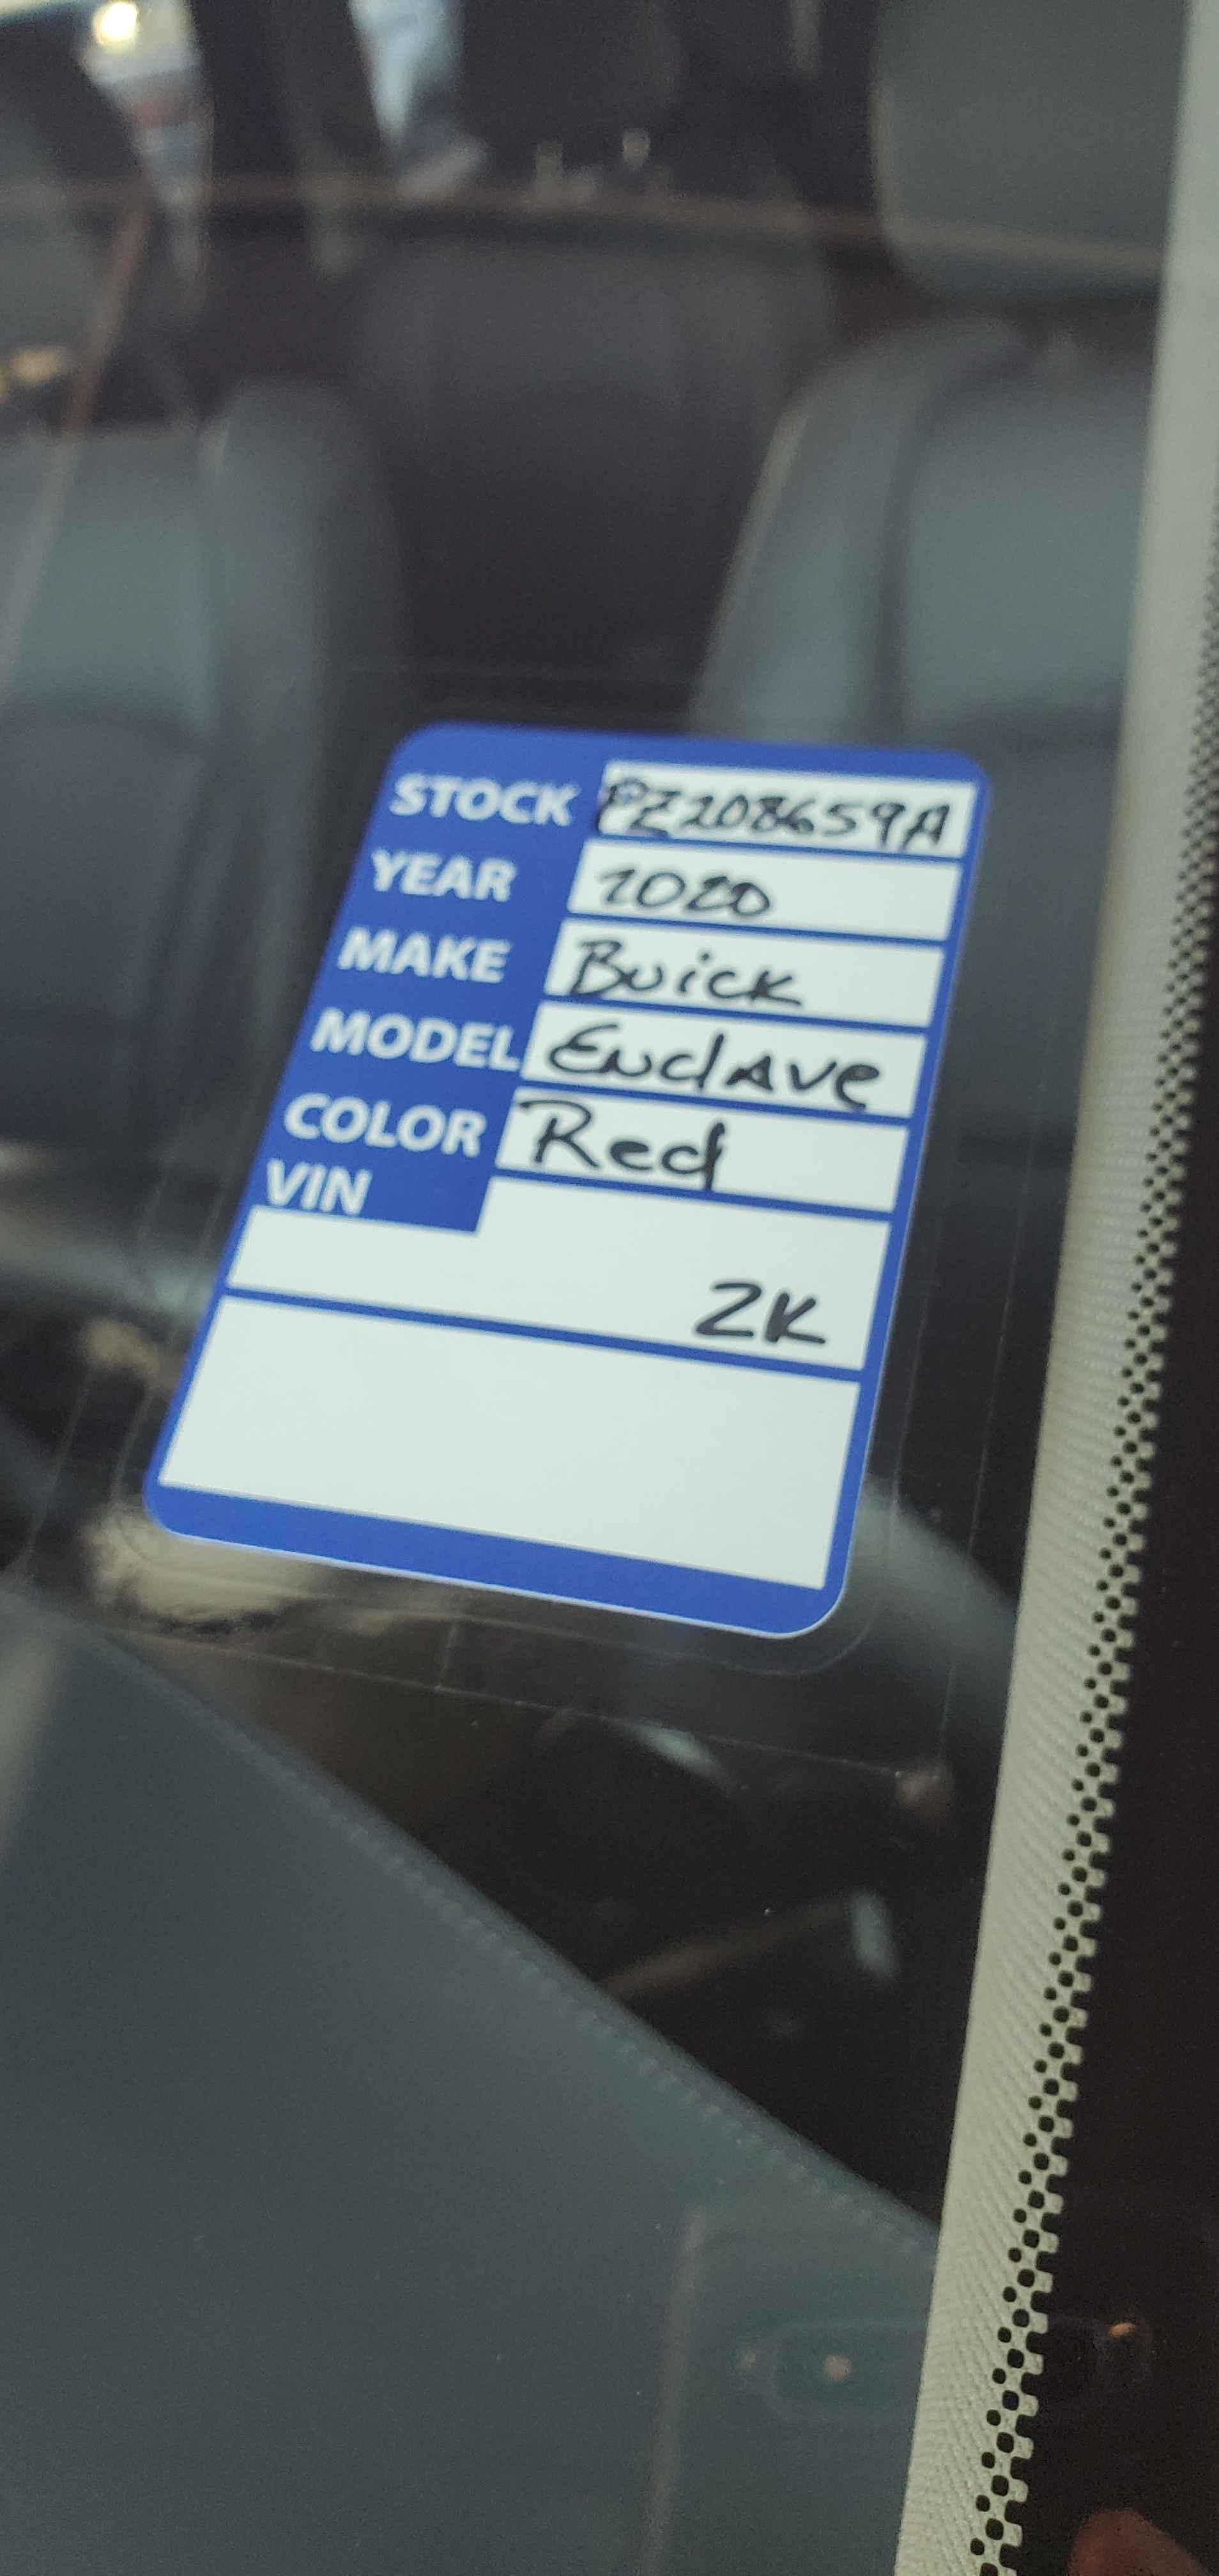 STOCK PZ208659A
YEAR 2020
MAKE Buick
MODEL Enclave
COLOR Red
VIN
2K